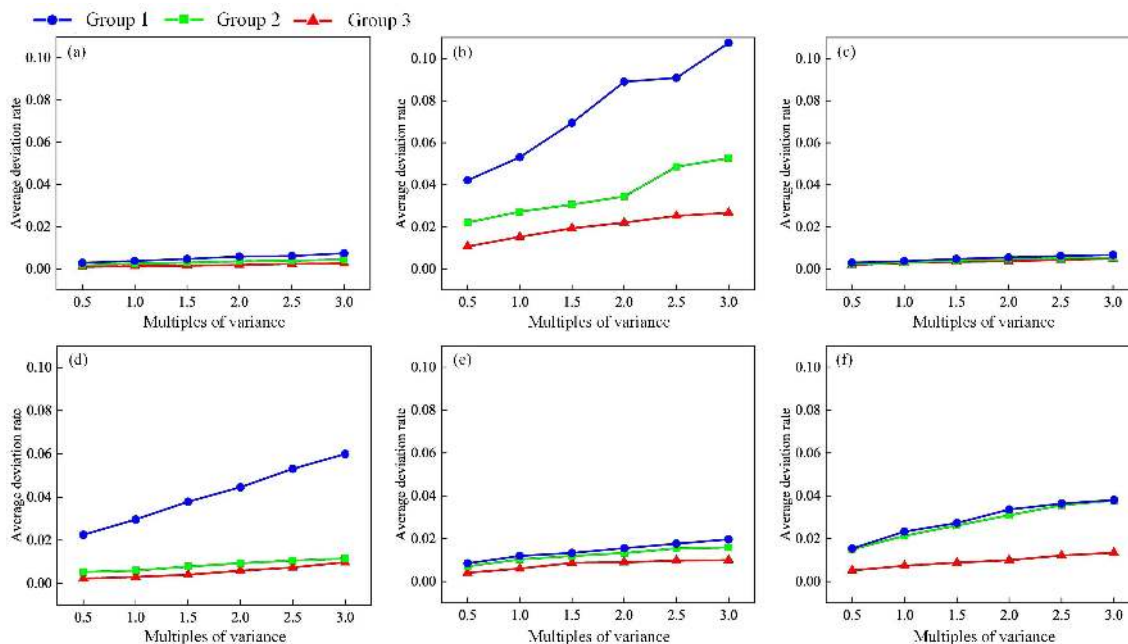 Group 1 Group 2 Group 3
(a)
Average deviation rate
0.10
0.08
0.06
0.04
0.02
0.00
0.5 1.0 1.5 2.0 2.5 3.0
Multiples of variance
(b)
Average deviation rate
0.10
0.08
0.06
0.04
0.02
0.00
0.5 1.0 1.5 2.0 2.5 3.0
Multiples of variance
(c)
Average deviation rate
0.10
0.08
0.06
0.04
0.02
0.00
0.5 1.0 1.5 2.0 2.5 3.0
Multiples of variance
(d)
Average deviation rate
0.10
0.08
0.06
0.04
0.02
0.00
0.5 1.0 1.5 2.0 2.5 3.0
Multiples of variance
(e)
Average deviation rate
0.10
0.08
0.06
0.04
0.02
0.00
0.5 1.0 1.5 2.0 2.5 3.0
Multiples of variance
(f)
Average deviation rate
0.10
0.08
0.06
0.04
0.02
0.00
0.5 1.0 1.5 2.0 2.5 3.0
Multiples of variance